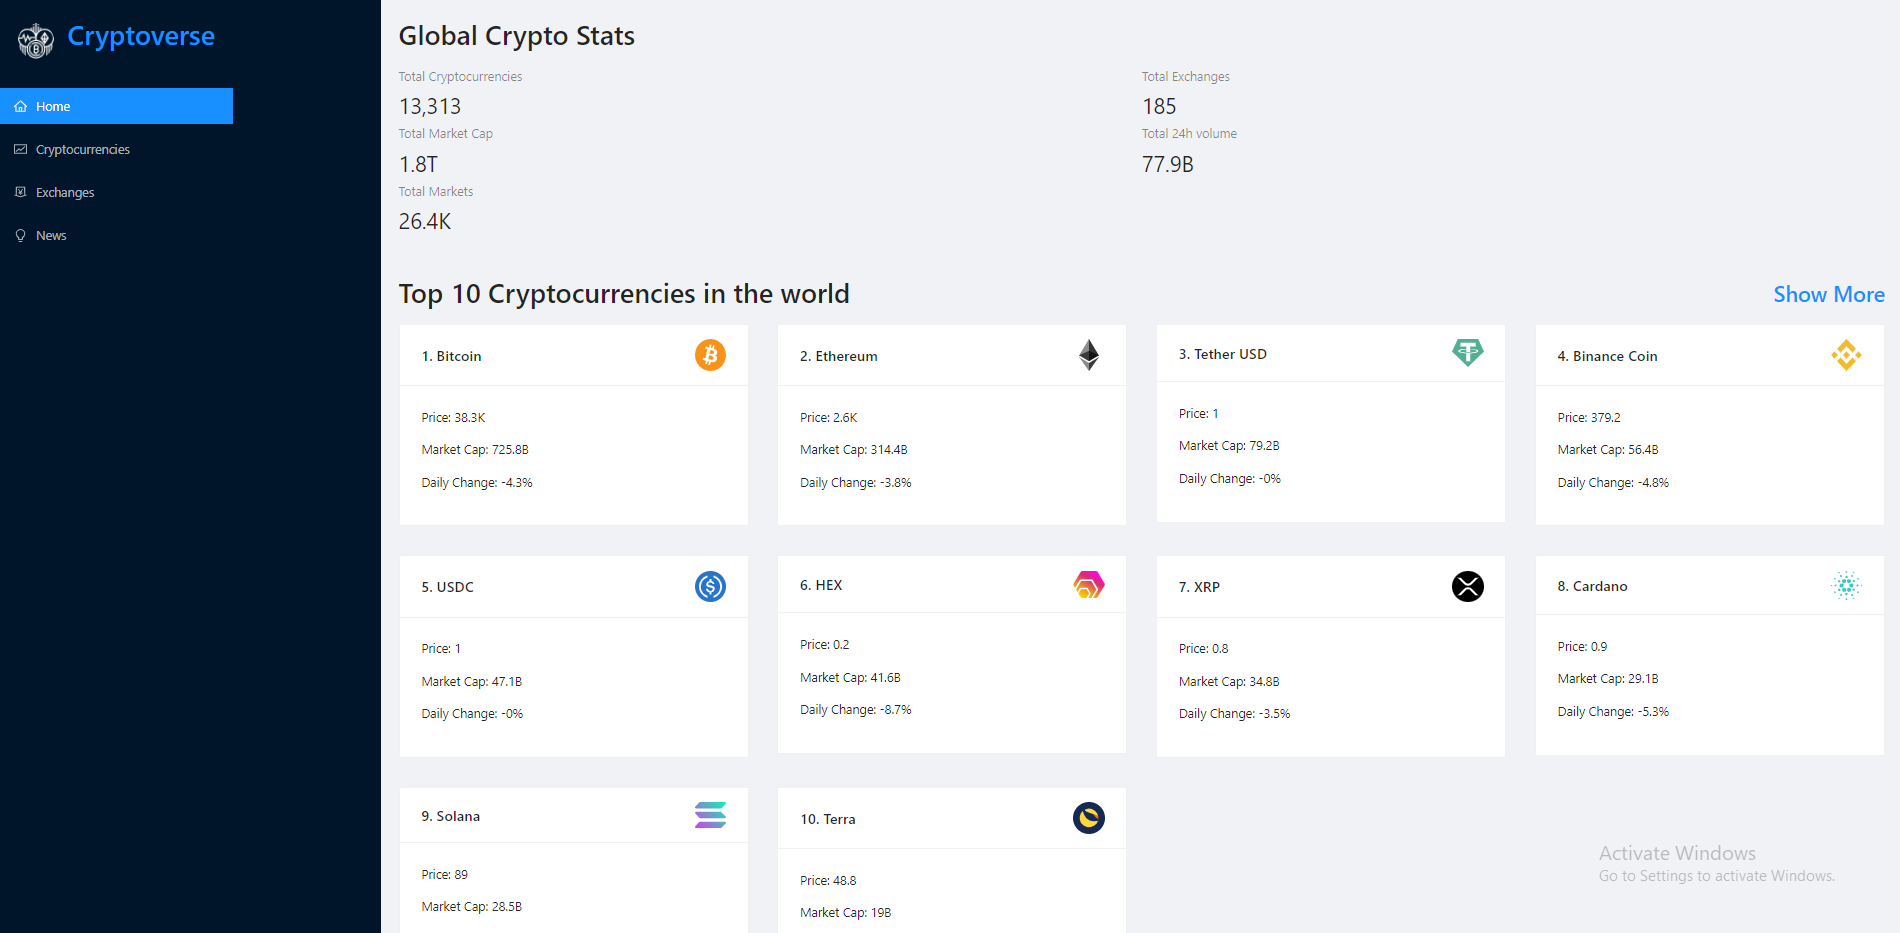 Cryptoverse
Home
Cryptocurrencies
Exchanges
News
Global Crypto Stats
Total Cryptocurrencies
13,313
Total Exchanges
185
Total Market Cap
1.8T
Total 24h volume
77.9B
Total Markets
26.4K
Top 10 Cryptocurrencies in the world
Show More
1. Bitcoin
Price: 38.3K
Market Cap: 725.8B
Daily Change: -4.3%
2. Ethereum
Price: 2.6K
Market Cap: 314.4B
Daily Change: -3.8%
3. Tether USD
Price: 1
Market Cap: 79.2B
Daily Change: -0%
4. Binance Coin
Price: 379.2
Market Cap: 56.4B
Daily Change: -4.8%
5. USDC
Price: 1
Market Cap: 47.1B
Daily Change: -0%
6. HEX
Price: 0.2
Market Cap: 41.6B
Daily Change: -8.7%
7. XRP
Price: 0.8
Market Cap: 34.8B
Daily Change: -3.5%
8. Cardano
Price: 0.9
Market Cap: 29.1B
Daily Change: -5.3%
9. Solana
Price: 89
Market Cap: 28.5B
10. Terra
Price: 48.8
Market Cap: 19B
Activate Windows
Go to Settings to activate Windows.